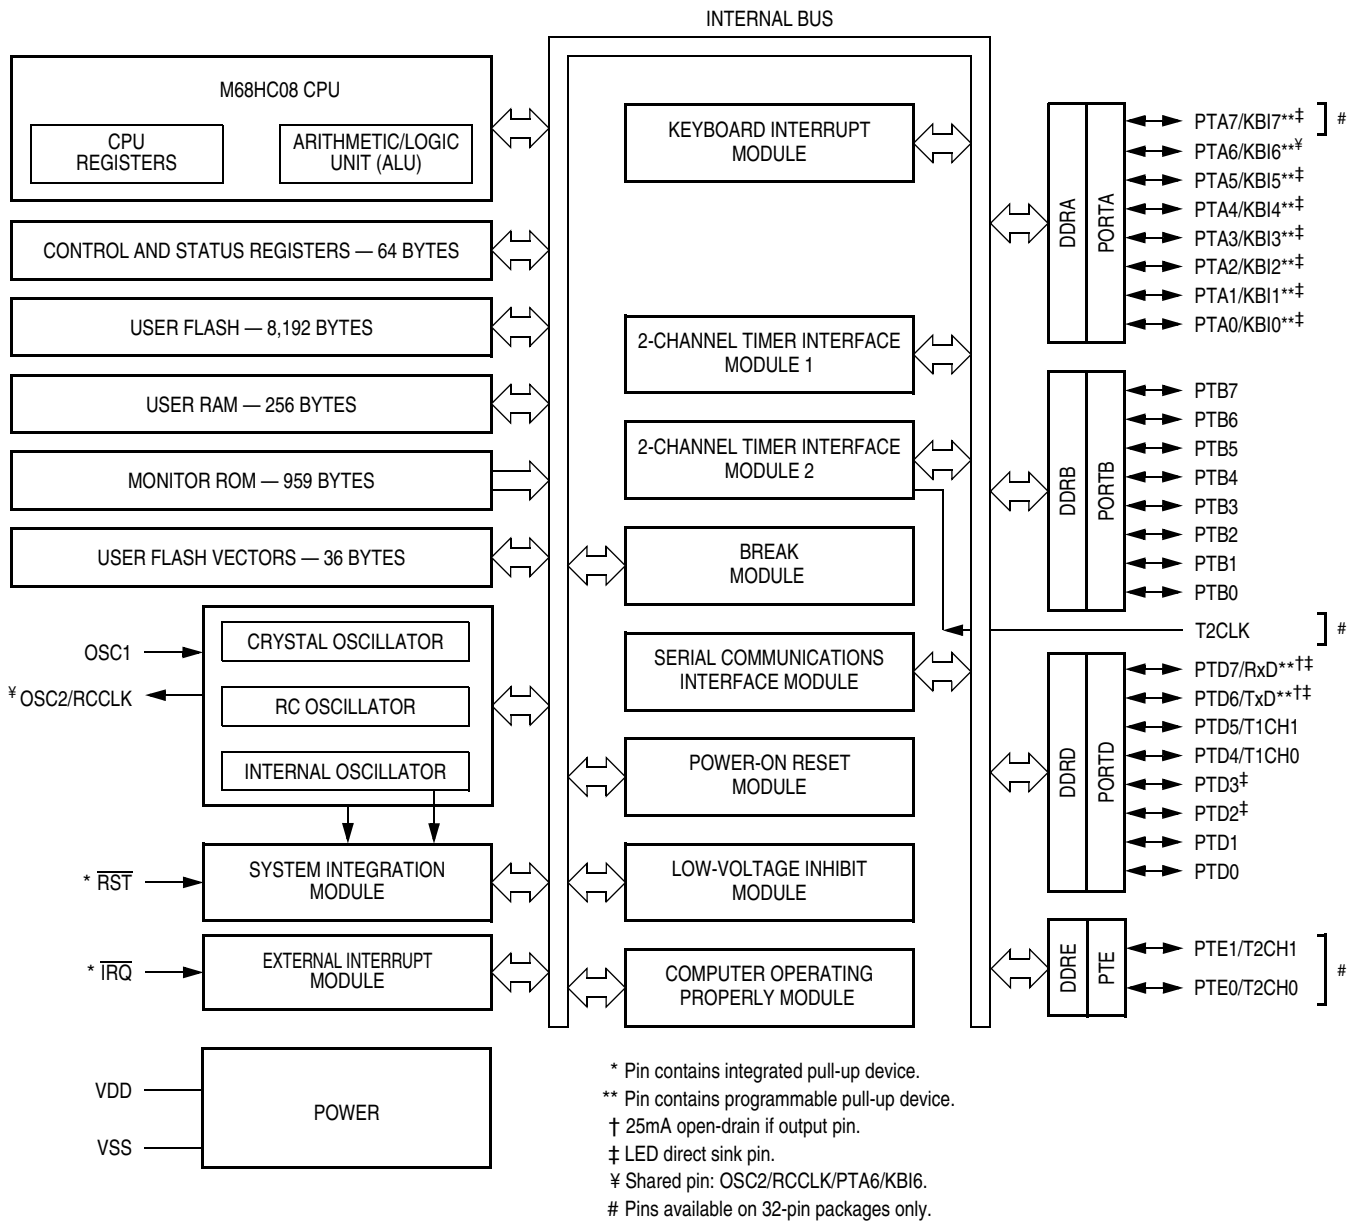 INTERNAL BUS
M68HC08 CPU
CPU
REGISTERS
ARITHMETIC/LOGIC
UNIT (ALU)
CONTROL AND STATUS REGISTERS — 64 BYTES
USER FLASH — 8,192 BYTES
USER RAM — 256 BYTES
MONITOR ROM — 959 BYTES
USER FLASH VECTORS — 36 BYTES
OSC1
¥ OSC2/RCCLK
CRYSTAL OSCILLATOR
RC OSCILLATOR
INTERNAL OSCILLATOR
* RST
SYSTEM INTEGRATION
MODULE
* IRQ
EXTERNAL INTERRUPT
MODULE
VDD
VSS
POWER
KEYBOARD INTERRUPT
MODULE
2-CHANNEL TIMER INTERFACE
MODULE 1
2-CHANNEL TIMER INTERFACE
MODULE 2
BREAK
MODULE
SERIAL COMMUNICATIONS
INTERFACE MODULE
POWER-ON RESET
MODULE
LOW-VOLTAGE INHIBIT
MODULE
COMPUTER OPERATING
PROPERLY MODULE
DDRA
PORTA
PTA7/KBI7**‡ #
PTA6/KBI6**¥
PTA5/KBI5**‡
PTA4/KBI4**‡
PTA3/KBI3**‡
PTA2/KBI2**‡
PTA1/KBI1**‡
PTA0/KBI0**‡
DDRB
PORTB
PTB7
PTB6
PTB5
PTB4
PTB3
PTB2
PTB1
PTB0
T2CLK #
DDRD
PORTD
PTD7/RxD**†‡
PTD6/TxD**†‡
PTD5/T1CH1
PTD4/T1CH0
PTD3‡
PTD2‡
PTD1
PTD0
DDRE
PTE
PTE1/T2CH1
#
PTE0/T2CH0
* Pin contains integrated pull-up device.
** Pin contains programmable pull-up device.
† 25mA open-drain if output pin.
‡ LED direct sink pin.
¥ Shared pin: OSC2/RCCLK/PTA6/KBI6.
# Pins available on 32-pin packages only.